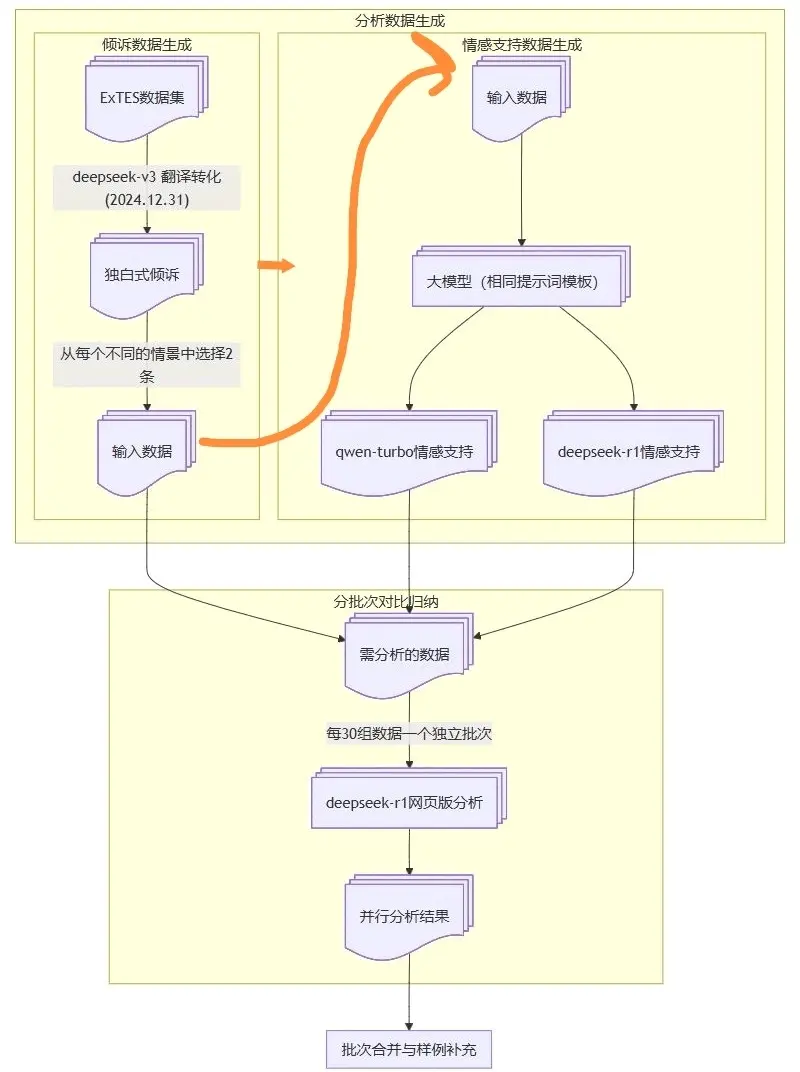 分析数据生成
倾诉数据生成
ExTES数据集
deepseek-v3 翻译转化
(2024.12.31)
独白式倾诉
从每个不同的情景中选择2
条
输入数据
情感支持数据生成
输入数据
大模型（相同提示词模板）
qwen-turbo情感支持
deepseek-r1情感支持
分批次对比归纳
需分析的数据
每30组数据一个独立批次
deepseek-r1网页版分析
并行分析结果
批次合并与样例补充